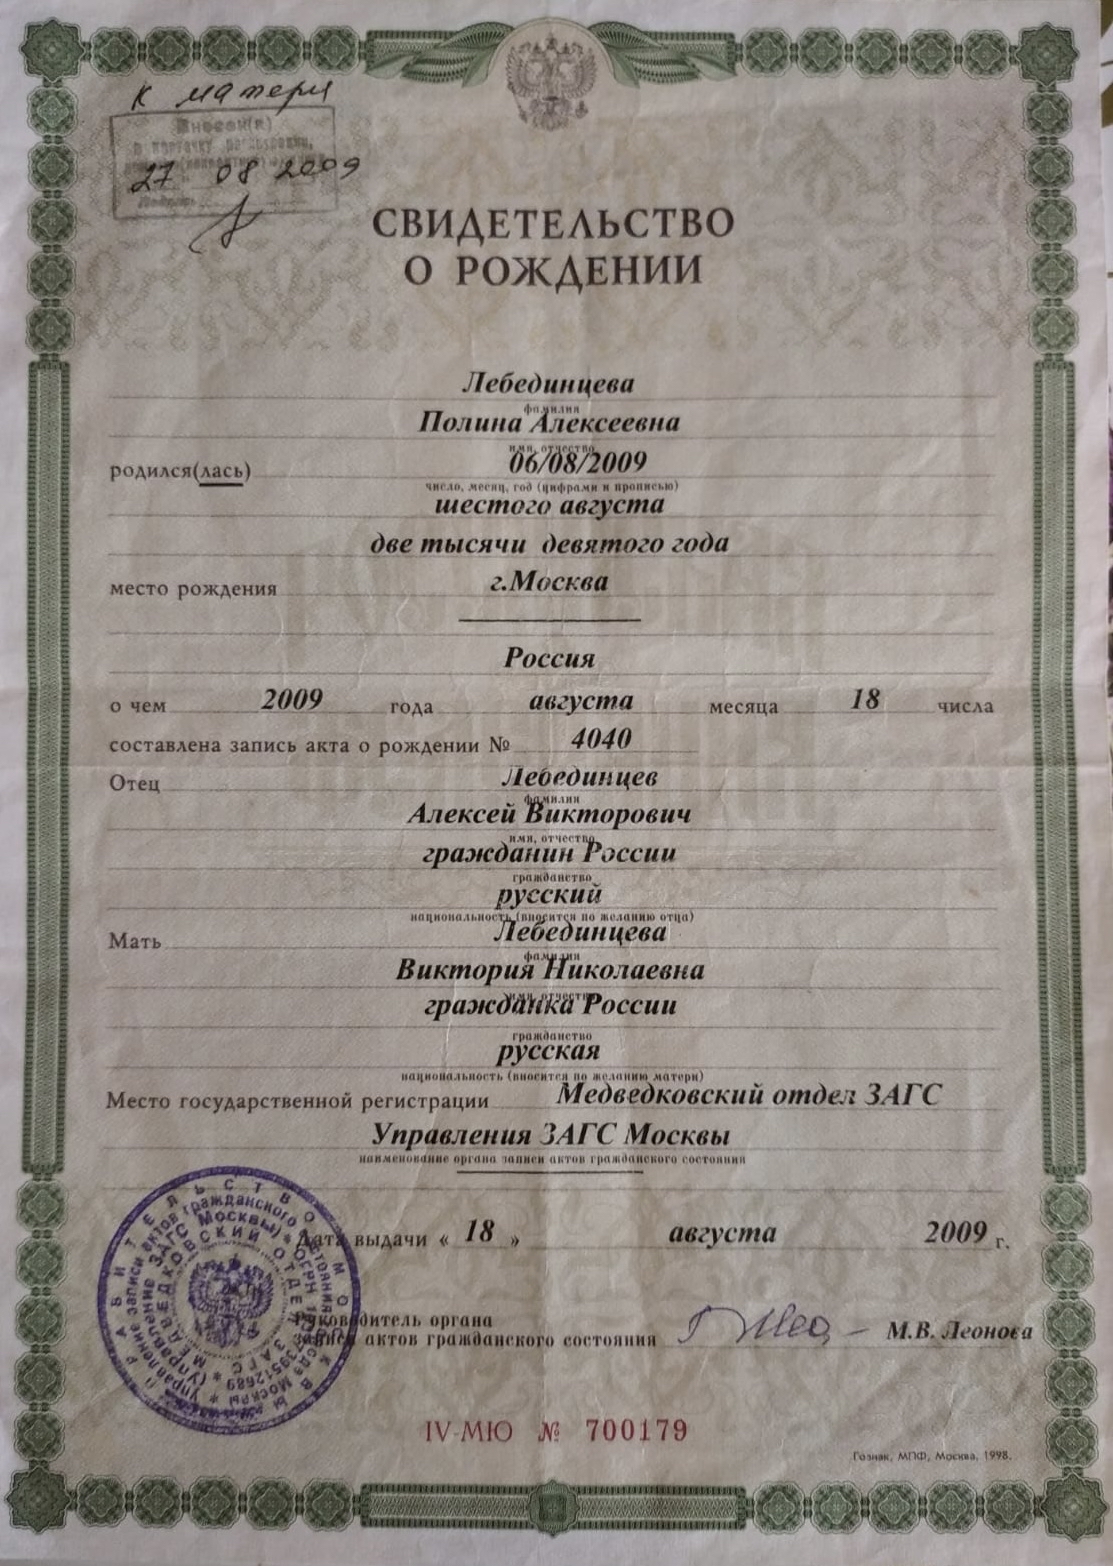 к матери
Внесен(а)
в карточку регистрации,
27 08 2009
СВИДЕТЕЛЬСТВО
О РОЖДЕНИИ
Лебединцева
фамилия
Полина Алексеевна
имя, отчество
родился(лась) 06/08/2009
число, месяц, год (цифрами и прописью)
шестого августа
две тысячи девятого года
место рождения г.Москва
Россия
о чем 2009 года августа месяца 18 числа
составлена запись акта о рождении № 4040
Отец Лебединцев
фамилия
Алексей Викторович
имя, отчество
гражданин России
гражданство
русский
национальность (вносится по желанию отца)
Мать Лебединцева
фамилия
Виктория Николаевна
имя, отчество
гражданка России
гражданство
русская
национальность (вносится по желанию матери)
Место государственной регистрации Медведковский отдел ЗАГС
Управления ЗАГС Москвы
наименование органа записи актов гражданского состояния
Дата выдачи « 18 » августа 2009 г.
Руководитель органа
записи актов гражданского состояния М.В. Леонова
IV-МЮ № 700179
Гознак, МПФ, Москва, 1998.